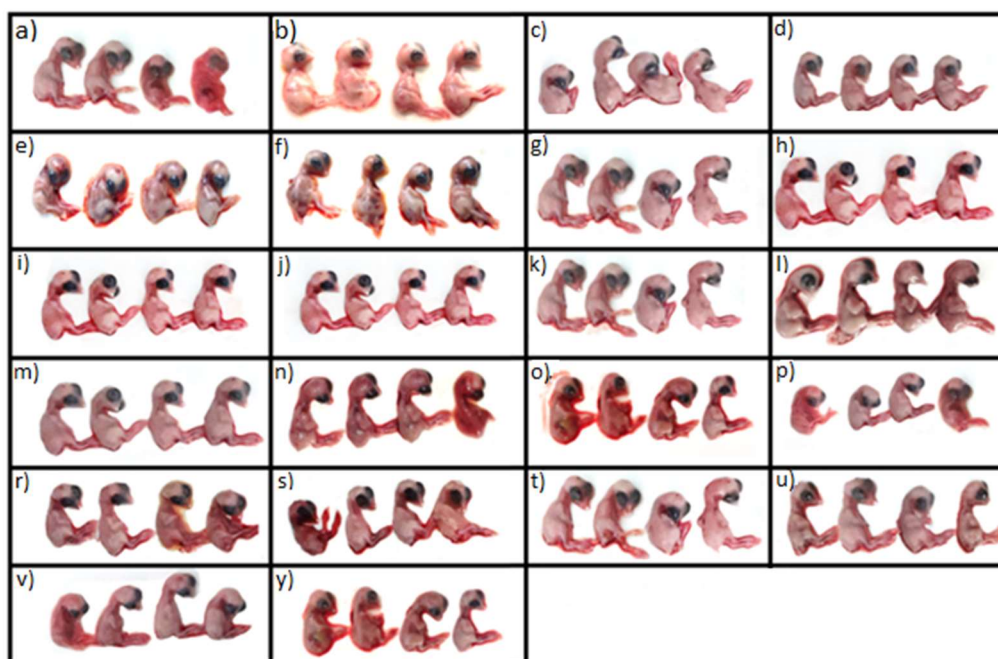 a) b) c) d)
e) f) g) h)
i) j) k) l)
m) n) o) p)
r) s) t) u)
v) y)